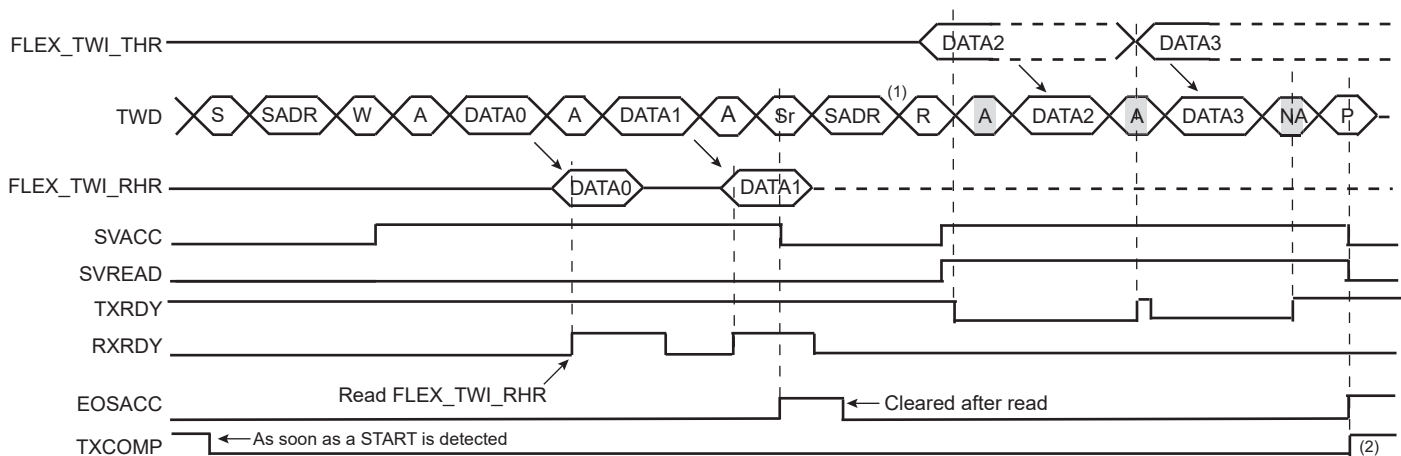 FLEX_TWI_THR DATA2 DATA3
(1)
TWD S SADR W A DATA0 A DATA1 A Sr SADR R A DATA2 A DATA3 NA P
FLEX_TWI_RHR DATA0 DATA1
SVACC
SVREAD
TXRDY
RXRDY
Read FLEX_TWI_RHR
EOSACC Cleared after read
TXCOMP As soon as a START is detected (2)